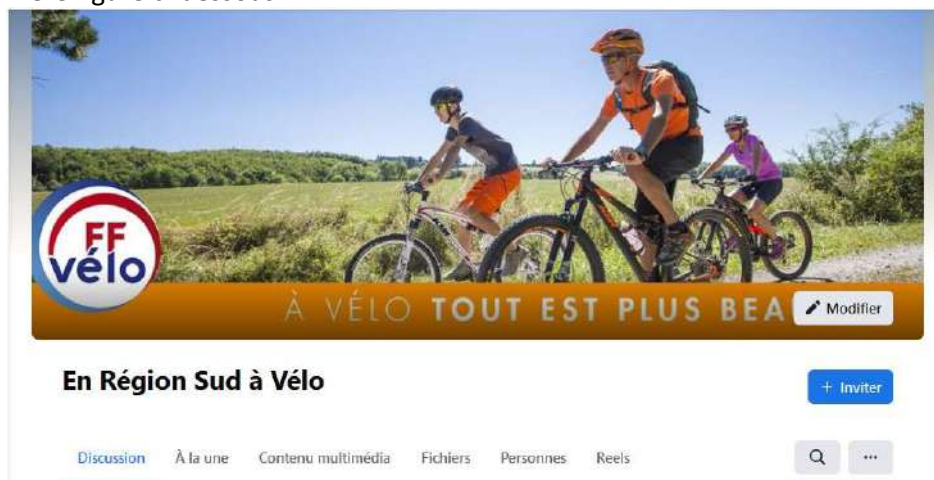 FF
vélo
À VÉLO TOUT EST PLUS BEA
Modifier
En Région Sud à Vélo
+ Inviter
Discussion À la une Contenu multimédia Fichiers Personnes Reels